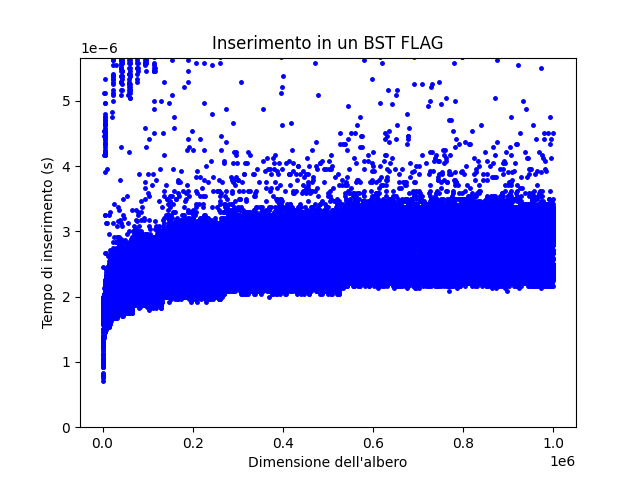 Inserimento in un BST FLAG
1e−6
5
4
3
2
1
0
Tempo di inserimento (s)
0.0 0.2 0.4 0.6 0.8 1.0
Dimensione dell'albero
1e6